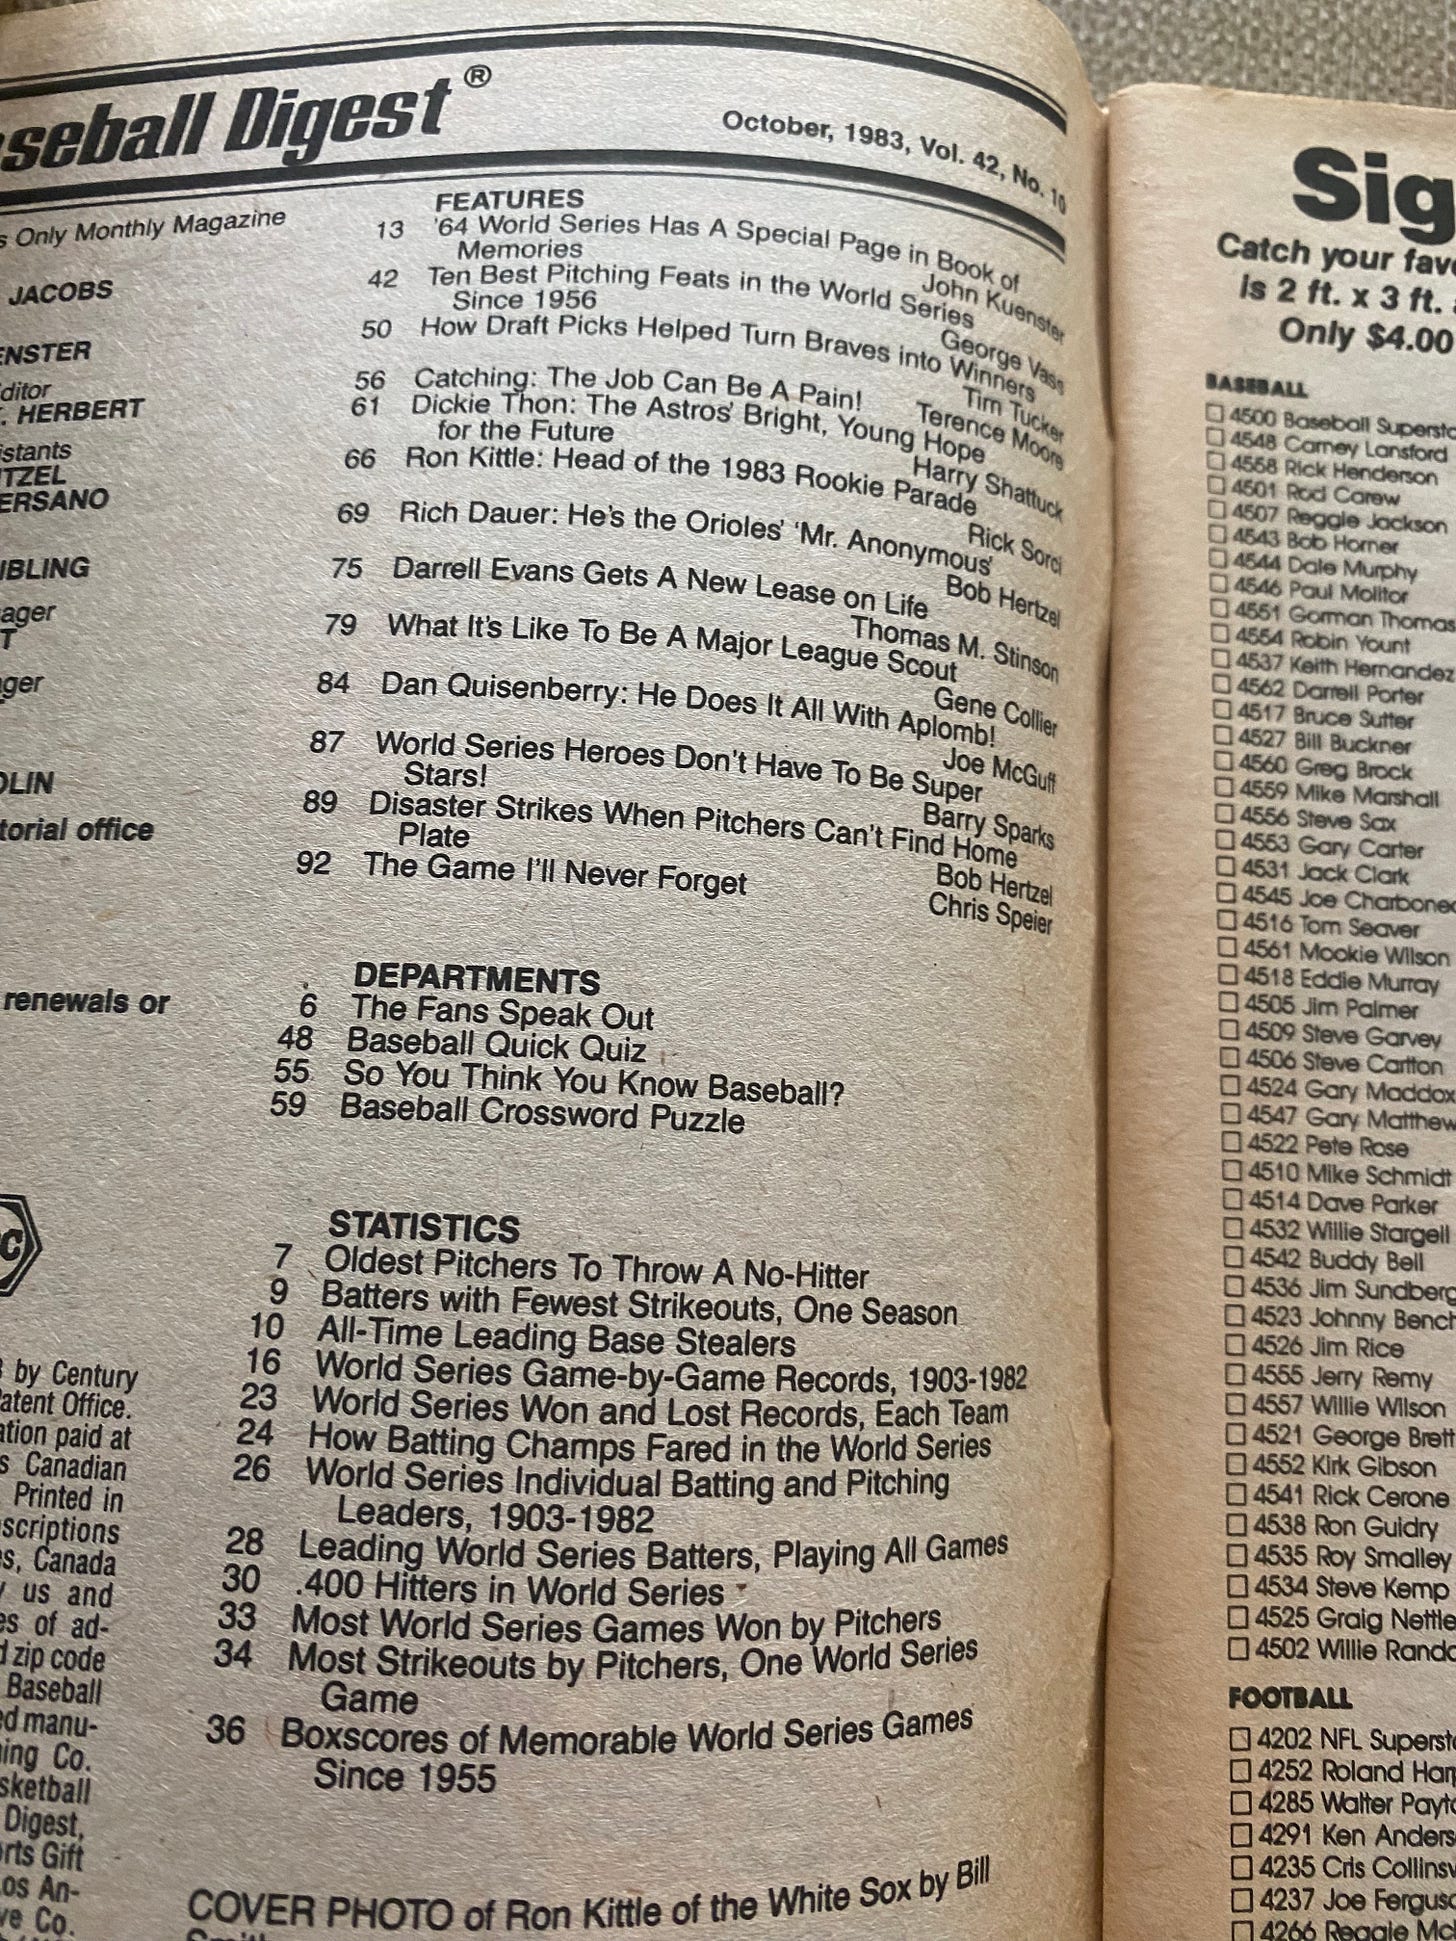 Baseball Digest®
October, 1983, Vol. 42, No. 10
s Only Monthly Magazine
JACOBS
ENSTER
ditor
. HERBERT
istants
TZEL
ERSANO
IBLING
ager
T
ger
OLIN
torial office
renewals or
C
by Century
atent Office.
ation paid at
s Canadian
Printed in
scriptions
s, Canada
us and
es of ad-
d zip code
Baseball
ed manu-
ing Co.
sketball
Digest,
orts Gift
os An-
ve Co.
FEATURES
13 '64 World Series Has A Special Page in Book of
Memories
John Kuenster
42 Ten Best Pitching Feats in the World Series
Since 1956
George Vass
50 How Draft Picks Helped Turn Braves into Winners
Tim Tucker
56 Catching: The Job Can Be A Pain!
Terence Moore
61 Dickie Thon: The Astros' Bright, Young Hope
for the Future
Harry Shattuck
66 Ron Kittle: Head of the 1983 Rookie Parade
Rick Sorci
69 Rich Dauer: He's the Orioles' 'Mr. Anonymous'
Bob Hertzel
75 Darrell Evans Gets A New Lease on Life
Thomas M. Stinson
79 What It's Like To Be A Major League Scout
Gene Collier
84 Dan Quisenberry: He Does It All With Aplomb!
Joe McGuff
87 World Series Heroes Don't Have To Be Super
Stars!
Barry Sparks
89 Disaster Strikes When Pitchers Can't Find Home
Plate
Bob Hertzel
92 The Game I'll Never Forget
Chris Speier
DEPARTMENTS
6 The Fans Speak Out
48 Baseball Quick Quiz
55 So You Think You Know Baseball?
59 Baseball Crossword Puzzle
STATISTICS
7 Oldest Pitchers To Throw A No-Hitter
9 Batters with Fewest Strikeouts, One Season
10 All-Time Leading Base Stealers
16 World Series Game-by-Game Records, 1903-1982
23 World Series Won and Lost Records, Each Team
24 How Batting Champs Fared in the World Series
26 World Series Individual Batting and Pitching
Leaders, 1903-1982
28 Leading World Series Batters, Playing All Games
30 .400 Hitters in World Series
33 Most World Series Games Won by Pitchers
34 Most Strikeouts by Pitchers, One World Series
Game
36 Boxscores of Memorable World Series Games
Since 1955
COVER PHOTO of Ron Kittle of the White Sox by Bill
Sig
Catch your fav
is 2 ft. x 3 ft.
Only $4.00
BASEBALL
4500 Baseball Supersta
4548 Carney Lansford
4558 Rick Henderson
4501 Rod Carew
4507 Reggie Jackson
4543 Bob Horner
4544 Dale Murphy
4546 Paul Molitor
4551 Gorman Thomas
4554 Robin Yount
4537 Keith Hernandez
4562 Darrell Porter
4517 Bruce Sutter
4527 Bill Buckner
4560 Greg Brock
4559 Mike Marshall
4556 Steve Sax
4553 Gary Carter
4531 Jack Clark
4545 Joe Charbonea
4516 Tom Seaver
4561 Mookie Wilson
4518 Eddie Murray
4505 Jim Palmer
4509 Steve Garvey
4506 Steve Carlton
4524 Gary Maddox
4547 Gary Matthew
4522 Pete Rose
4510 Mike Schmidt
4514 Dave Parker
4532 Willie Stargell
4542 Buddy Bell
4536 Jim Sundberg
4523 Johnny Bench
4526 Jim Rice
4555 Jerry Remy
4557 Willie Wilson
4521 George Brett
4552 Kirk Gibson
4541 Rick Cerone
4538 Ron Guidry
4535 Roy Smalley
4534 Steve Kemp
4525 Graig Nettle
4502 Willie Rando
FOOTBALL
4202 NFL Superst
4252 Roland Har
4285 Walter Payt
4291 Ken Anders
4235 Cris Collinsw
4237 Joe Fergus
4266 Reggie Mc